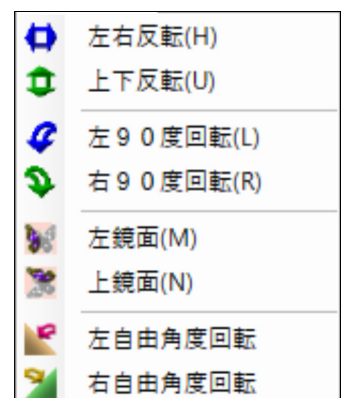 左右反転(H)
上下反転(U)
左９０度回転(L)
右９０度回転(R)
左鏡面(M)
上鏡面(N)
左自由角度回転
右自由角度回転